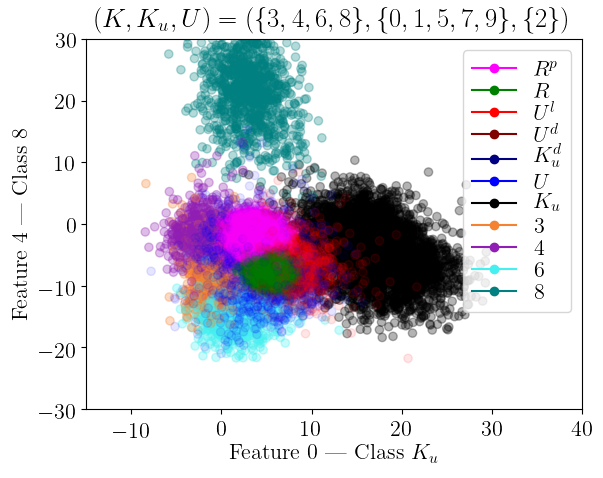 (K, K_u, U) = ({3, 4, 6, 8}, {0, 1, 5, 7, 9}, {2})
Feature 4 — Class 8
30
20
10
0
−10
−20
−30
R^p
R
U^l
U^d
K_u^d
U
K_u
3
4
6
8
−10 0 10 20 30 40
Feature 0 — Class K_u